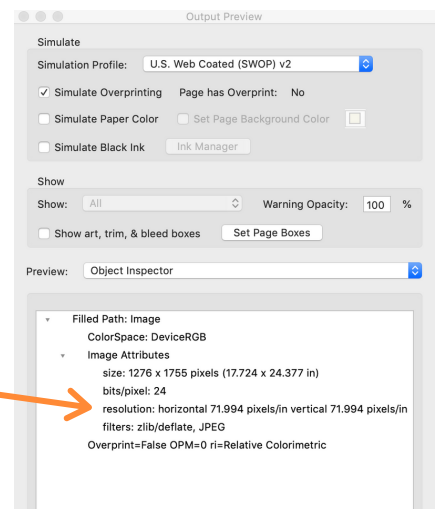 Output Preview
Simulate
Simulation Profile: U.S. Web Coated (SWOP) v2
Simulate Overprinting Page has Overprint: No
Simulate Paper Color Set Page Background Color
Simulate Black Ink Ink Manager
Show
Show: All Warning Opacity: 100 %
Show art, trim, & bleed boxes Set Page Boxes
Preview: Object Inspector
Filled Path: Image
ColorSpace: DeviceRGB
Image Attributes
size: 1276 x 1755 pixels (17.724 x 24.377 in)
bits/pixel: 24
resolution: horizontal 71.994 pixels/in vertical 71.994 pixels/in
filters: zlib/deflate, JPEG
Overprint=False OPM=0 ri=Relative Colorimetric